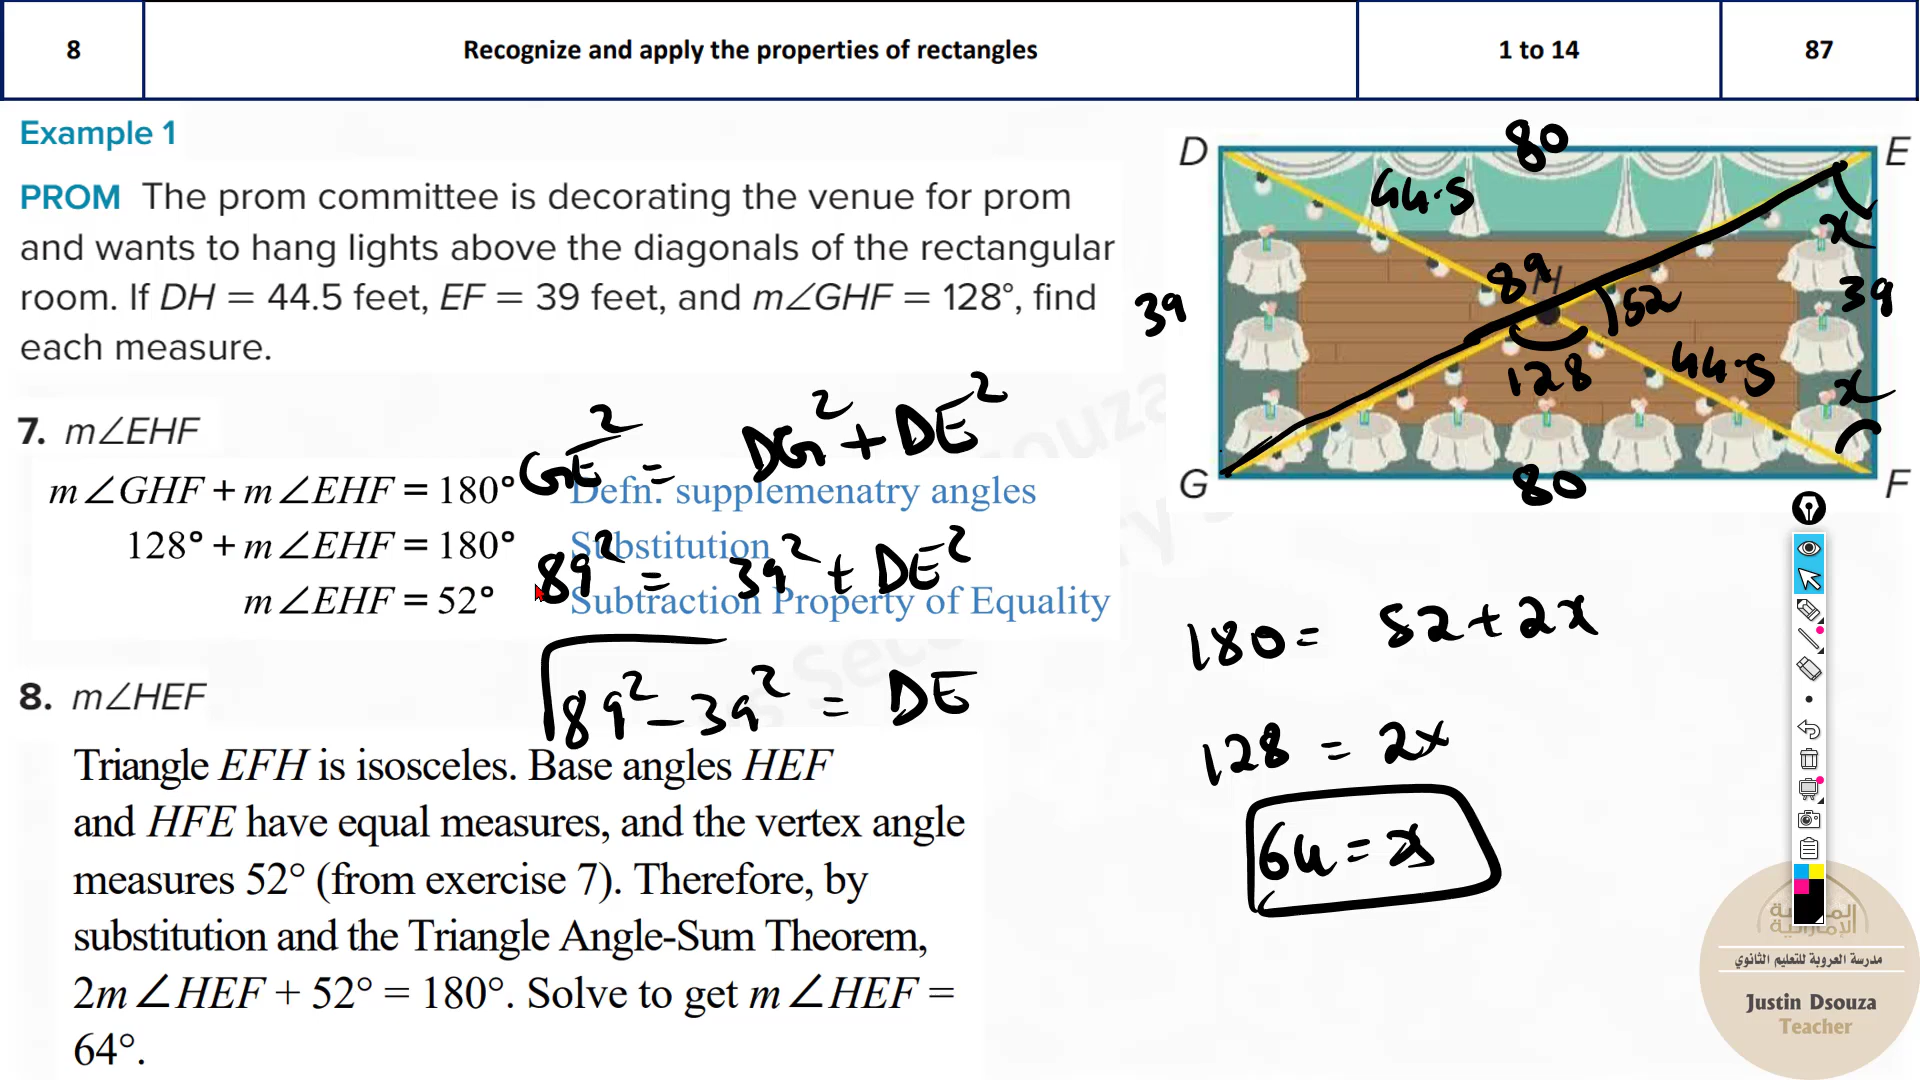 8 Recognize and apply the properties of rectangles 1 to 14 87
Example 1
PROM The prom committee is decorating the venue for prom
and wants to hang lights above the diagonals of the rectangular
room. If DH = 44.5 feet, EF = 39 feet, and m∠GHF = 128°, find
each measure.
7. m∠EHF
m∠GHF + m∠EHF = 180° Defn. supplemenatry angles
128° + m∠EHF = 180° Substitution
m∠EHF = 52° Subtraction Property of Equality
GE² = DG² + DE²
89² = 39² + DE²
√89² - 39² = DE
8. m∠HEF
Triangle EFH is isosceles. Base angles HEF
and HFE have equal measures, and the vertex angle
measures 52° (from exercise 7). Therefore, by
substitution and the Triangle Angle-Sum Theorem,
2m∠HEF + 52° = 180°. Solve to get m∠HEF =
64°.
D 80 E
44.5
x
89 H 52 39
39
128 44.5
x
G 80 F
180 = 52 + 2x
128 = 2x
64 = x
مدرسة العروبة للتعليم الثانوي
Justin Dsouza
Teacher